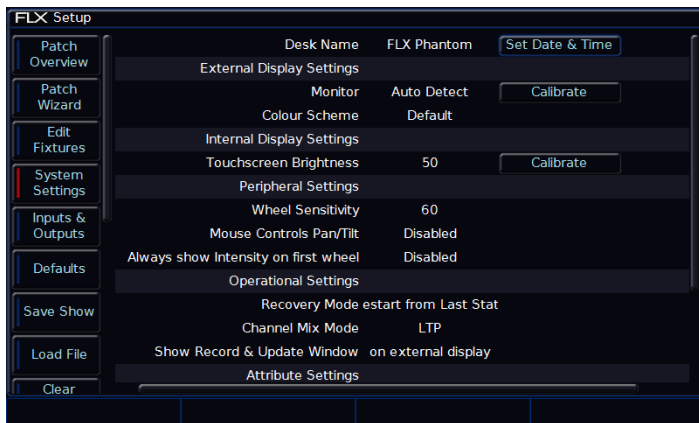 FLX Setup
Patch
Overview
Patch
Wizard
Edit
Fixtures
System
Settings
Inputs &
Outputs
Defaults
Save Show
Load File
Clear
Desk Name FLX Phantom Set Date & Time
External Display Settings
Monitor Auto Detect Calibrate
Colour Scheme Default
Internal Display Settings
Touchscreen Brightness 50 Calibrate
Peripheral Settings
Wheel Sensitivity 60
Mouse Controls Pan/Tilt Disabled
Always show Intensity on first wheel Disabled
Operational Settings
Recovery Mode estart from Last Stat
Channel Mix Mode LTP
Show Record & Update Window on external display
Attribute Settings